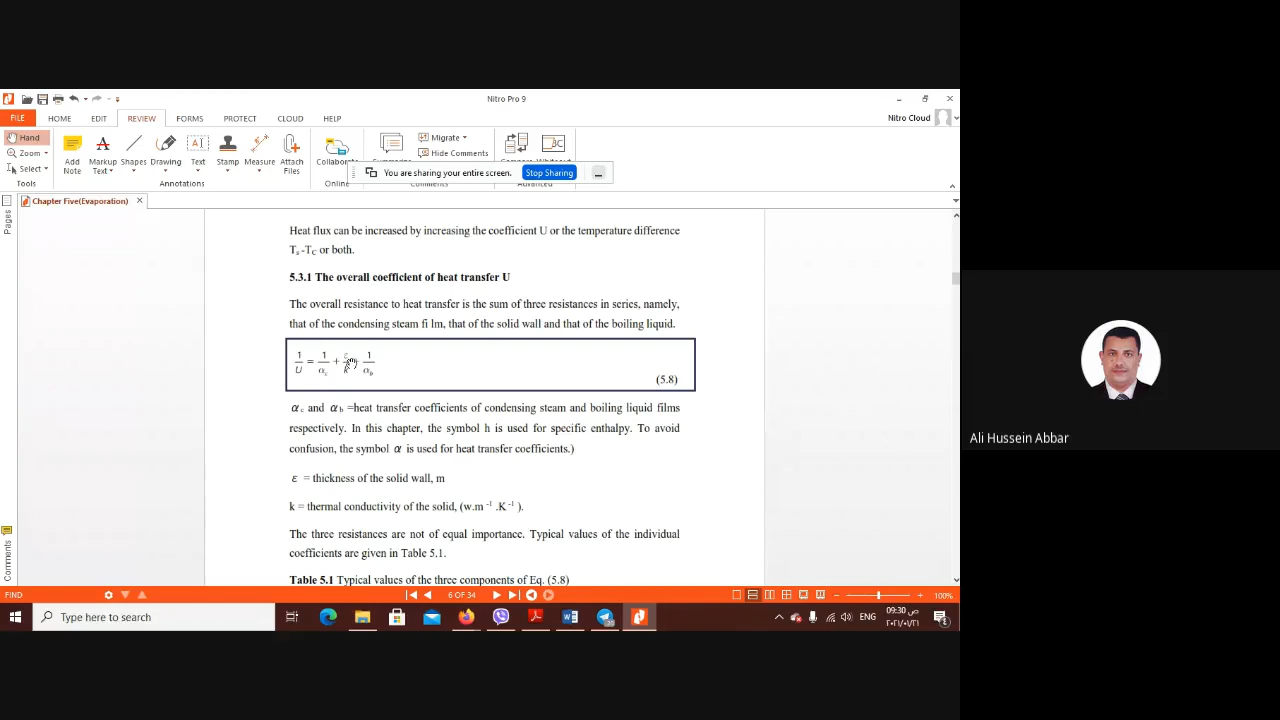 Nitro Pro 9
FILE HOME EDIT REVIEW FORMS PROTECT CLOUD HELP
Nitro Cloud
Hand
Zoom
Select
Tools
Add Note
Markup Text
Shapes
Drawing
Text
Stamp
Measure
Attach Files
Annotations
Collaborate
Online
Migrate
Hide Comments
Comments
Advanced
You are sharing your entire screen.
Stop Sharing
Chapter Five(Evaporation)
Pages
Comments
Heat flux can be increased by increasing the coefficient U or the temperature difference
Ts -TC or both.
5.3.1 The overall coefficient of heat transfer U
The overall resistance to heat transfer is the sum of three resistances in series, namely,
that of the condensing steam fi lm, that of the solid wall and that of the boiling liquid.
1/U = 1/αc + ε/k + 1/αb
(5.8)
α c and α b =heat transfer coefficients of condensing steam and boiling liquid films
respectively. In this chapter, the symbol h is used for specific enthalpy. To avoid
confusion, the symbol α is used for heat transfer coefficients.)
ε = thickness of the solid wall, m
k = thermal conductivity of the solid, (w.m -1 .K -1 ).
The three resistances are not of equal importance. Typical values of the individual
coefficients are given in Table 5.1.
Table 5.1 Typical values of the three components of Eq. (5.8)
FIND
6 OF 34
100%
Type here to search
ENG
09:30 ص
Ali Hussein Abbar